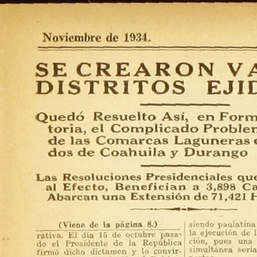 Noviembre de 1934.
SE CREARON VA
DISTRITOS EJID
Quedó Resuelto Así, en Form
toria, el Complicado Problem
de las Comarcas Laguneras d
dos de Coahuila y Durango
Las Resoluciones Presidenciales que
al Efecto, Benefician a 3,898 Ca
Abarcan una Extensión de 71,421 H
(Viene de la página 8.)
rativa. El día 15 de octubre pasa-
do el Presidente de la República
firmó dicho dictamen y lo convir-
siendo paulatina
la ejecución de l
ción, pues una
simultánea sería